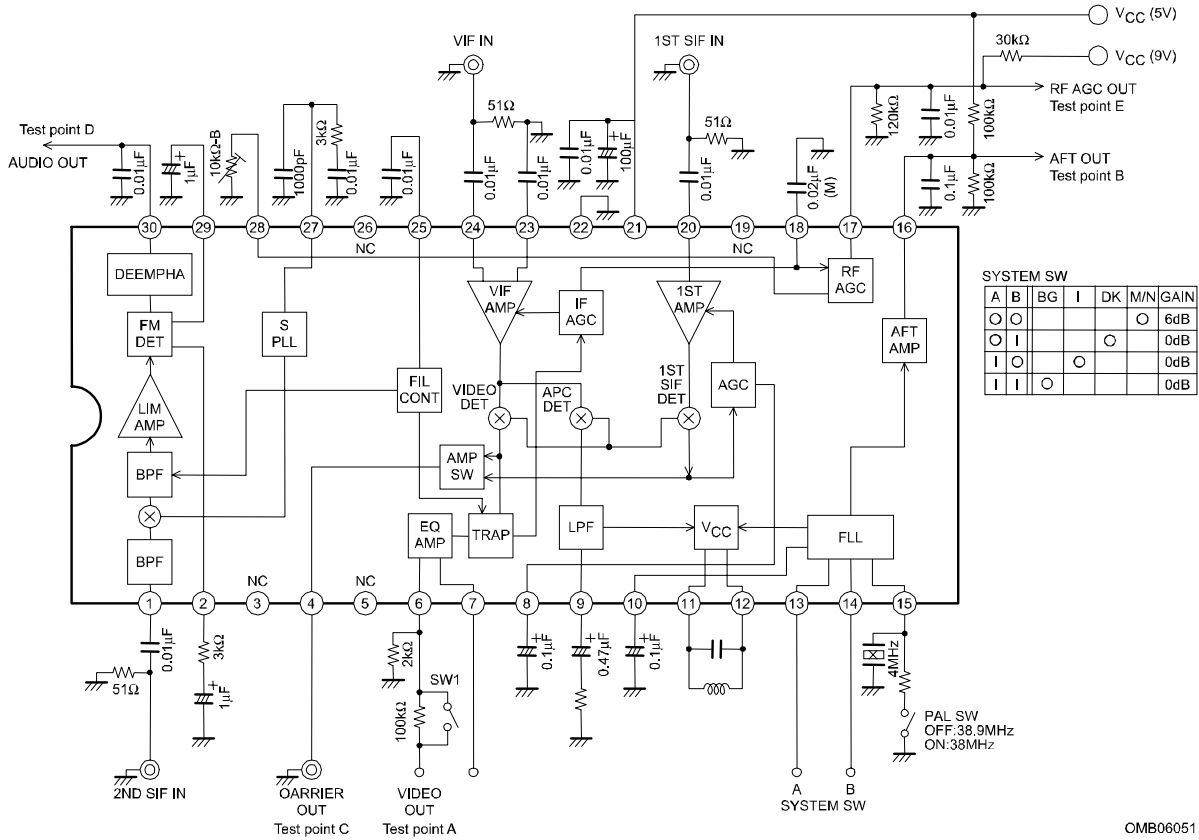 VCC (5V)
VIF IN
1ST SIF IN
30kΩ
VCC (9V)
51Ω
51Ω
RF AGC OUT
Test point E
120kΩ
0.01μF
100kΩ
Test point D
AUDIO OUT
0.01μF
+
1μF
10kΩ-B
1000pF
3kΩ
0.01μF
0.01μF
0.01μF
0.01μF
0.01μF
+
100μF
0.01μF
0.02μF
(M)
AFT OUT
Test point B
0.1μF
100kΩ
30
29
28
27
26
25
24
23
22
21
20
19
18
17
16
NC
NC
DEEMPHA
FM
DET
LIM
AMP
BPF
BPF
S
PLL
FIL
CONT
VIF
AMP
IF
AGC
1ST
AMP
RF
AGC
AFT
AMP
VIDEO
DET
APC
DET
1ST
SIF
DET
AGC
AMP
SW
EQ
AMP
TRAP
LPF
VCC
FLL
SYSTEM SW
A B BG I DK M/N GAIN
O O O 6dB
O I O 0dB
I O O 0dB
I I O 0dB
NC
NC
1
2
3
4
5
6
7
8
9
10
11
12
13
14
15
0.01μF
51Ω
3kΩ
+
1μF
2kΩ
SW1
100kΩ
+
0.1μF
+
0.47μF
+
0.1μF
4MHz
PAL SW
OFF:38.9MHz
ON:38MHz
2ND SIF IN
OARRIER
OUT
Test point C
VIDEO
OUT
Test point A
A
B
SYSTEM SW
OMB06051